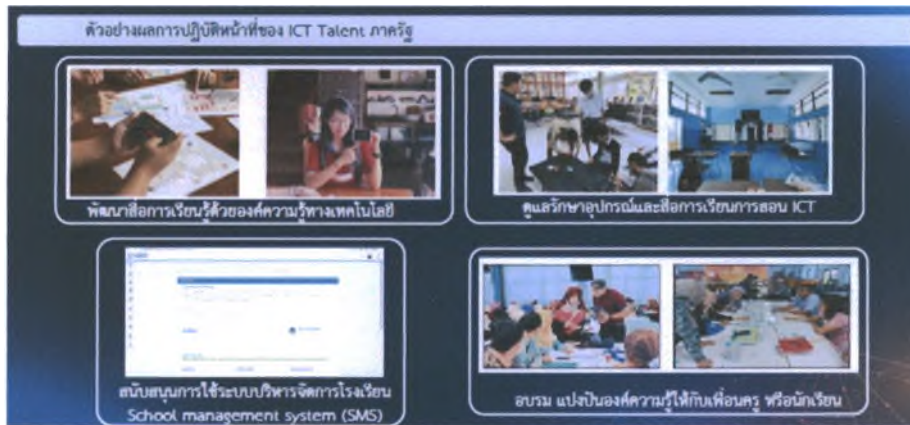 ตัวอย่างผลการปฏิบัติหน้าที่ของ ICT Talent ภาครัฐ
พัฒนาสื่อการเรียนรู้ด้วยองค์ความรู้ทางเทคโนโลยี
ดูแลรักษาอุปกรณ์และสื่อการเรียนการสอน ICT
สนับสนุนการใช้ระบบบริหารจัดการโรงเรียน
School management system (SMS)
อบรม แบ่งปันองค์ความรู้ให้กับเพื่อนครู หรือนักเรียน